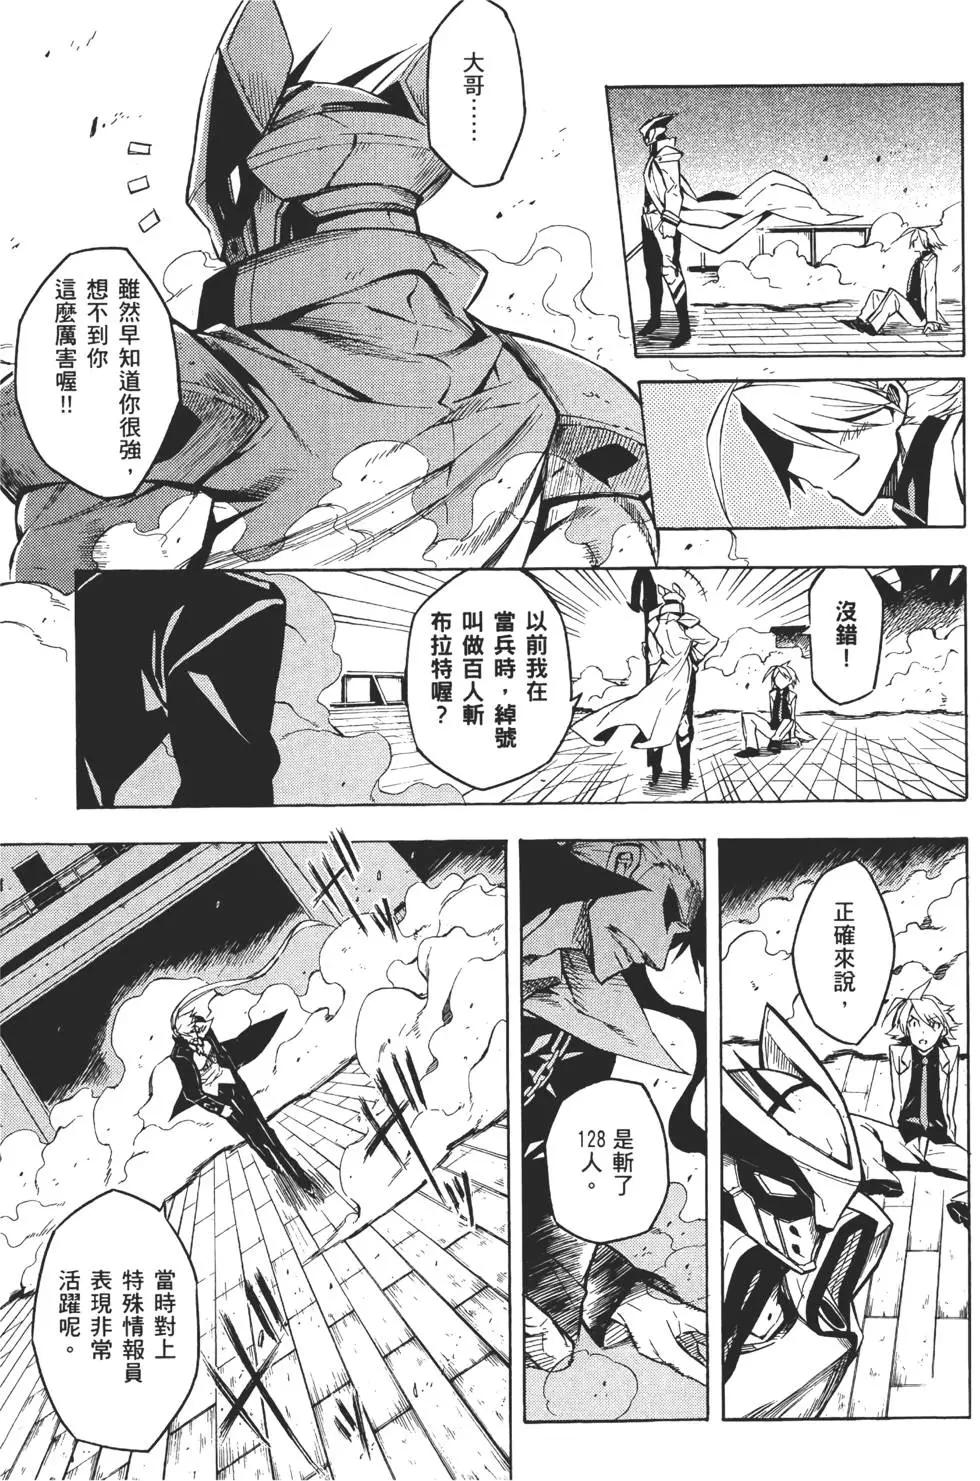 大哥……
雖然早知道你很強，
想不到你
這麼厲害喔!!
沒錯！
以前我在
當兵時，綽號
叫做百人斬
布拉特喔？
正確來說，
是斬了
128人。
當時對上
特殊情報員
表現非常
活躍呢。